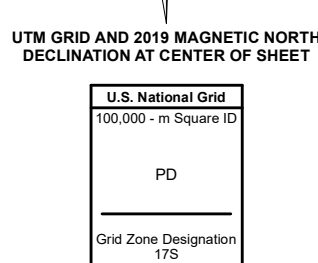 UTM GRID AND 2019 MAGNETIC NORTH
DECLINATION AT CENTER OF SHEET
U.S. National Grid
100,000 - m Square ID
PD
Grid Zone Designation
17S